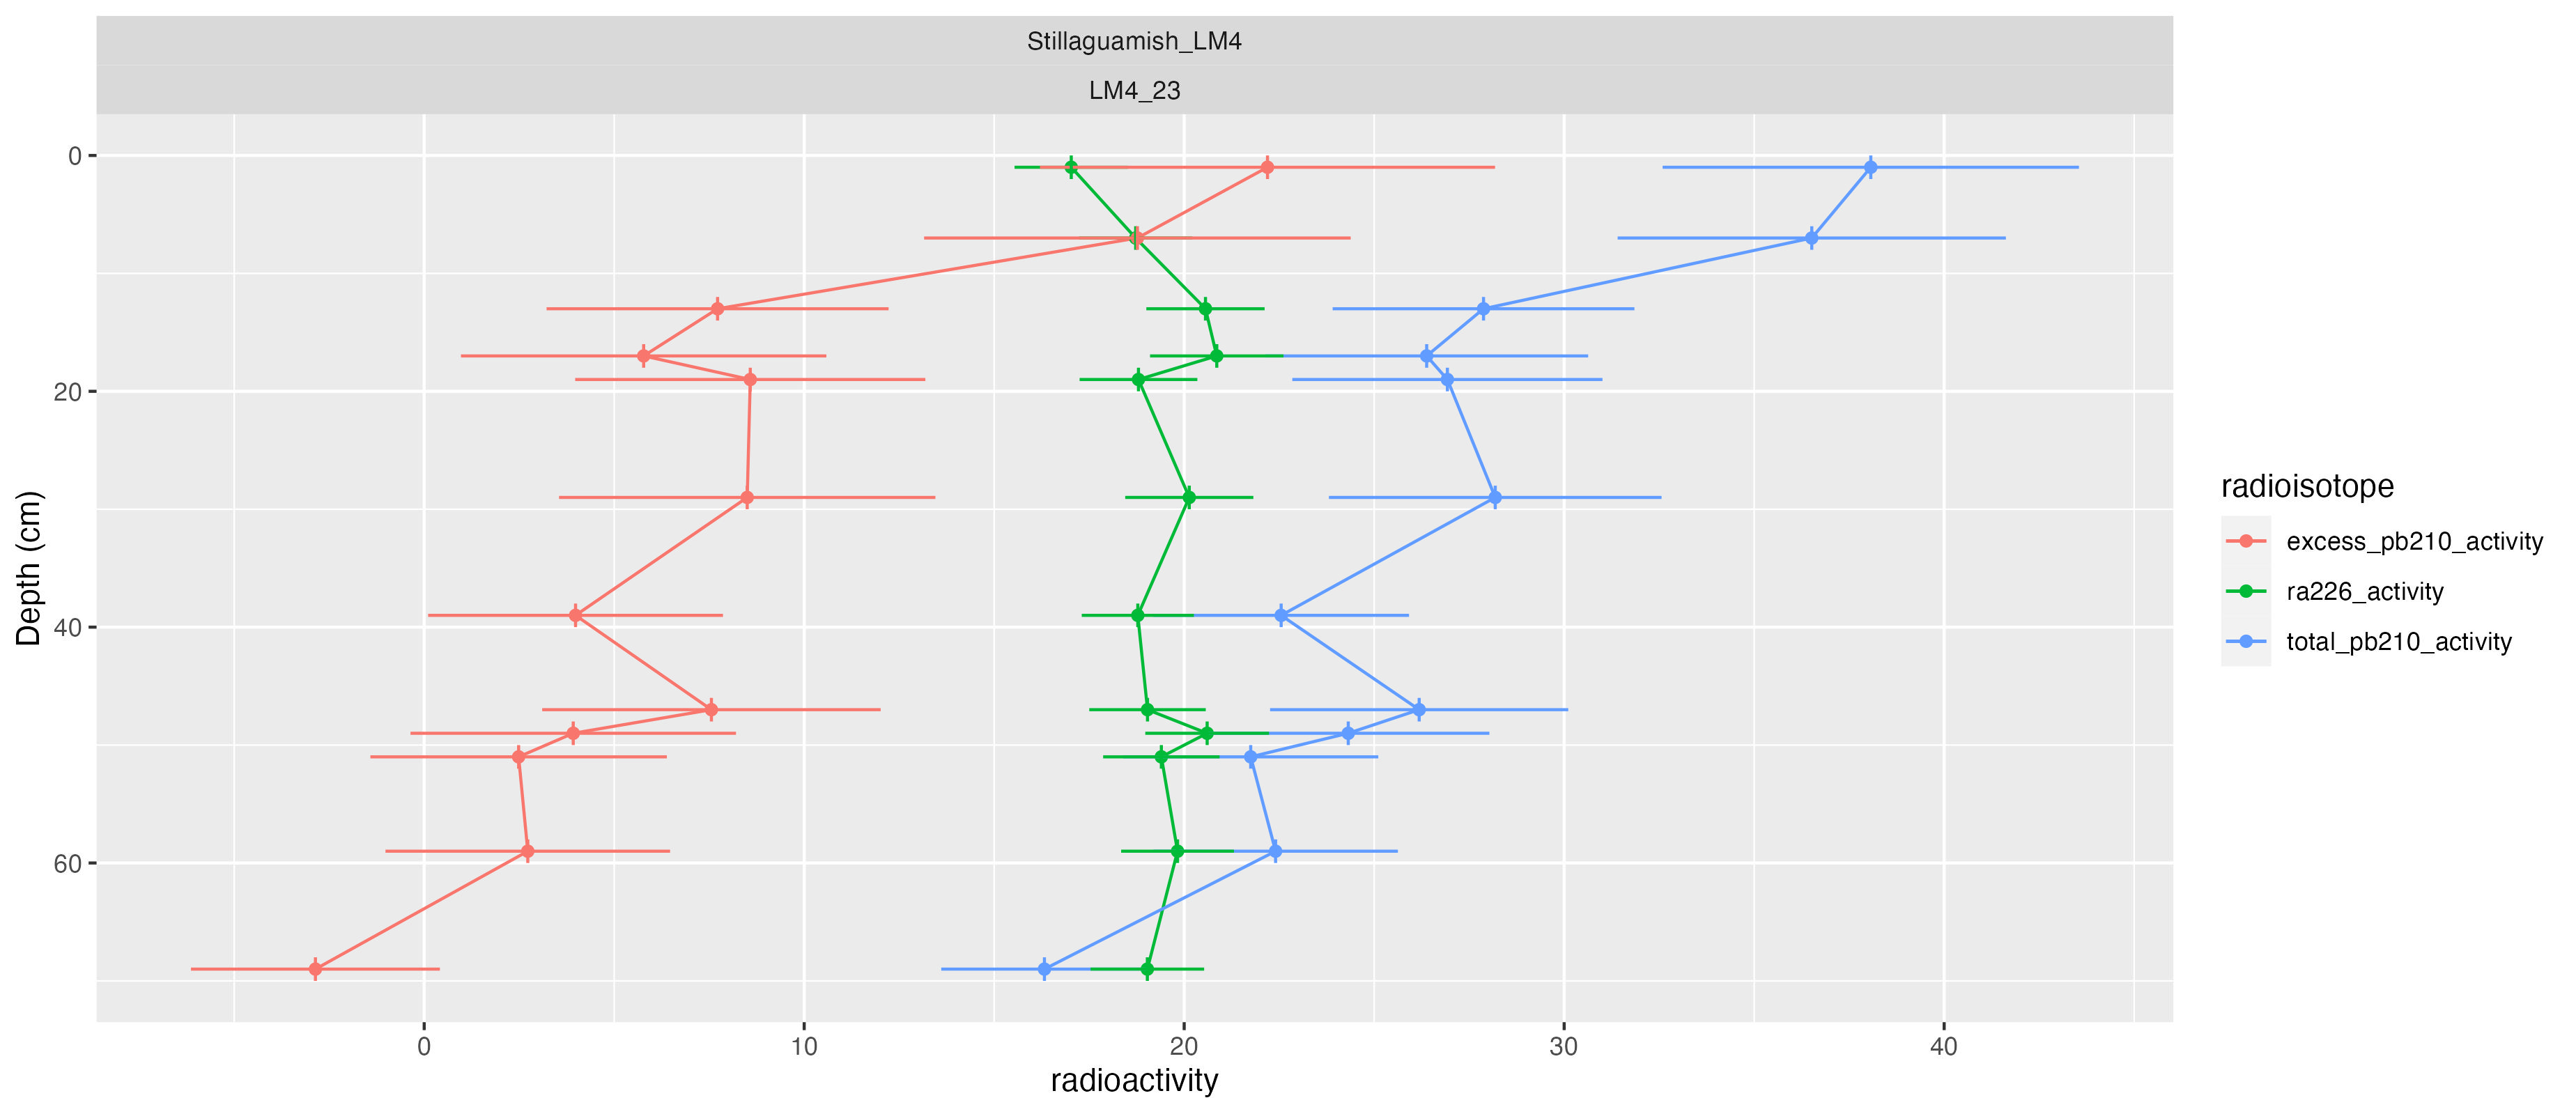 Stillaguamish_LM4
LM4_23
0
20
40
60
Depth (cm)
0 10 20 30 40
radioactivity
radioisotope
excess_pb210_activity
ra226_activity
total_pb210_activity